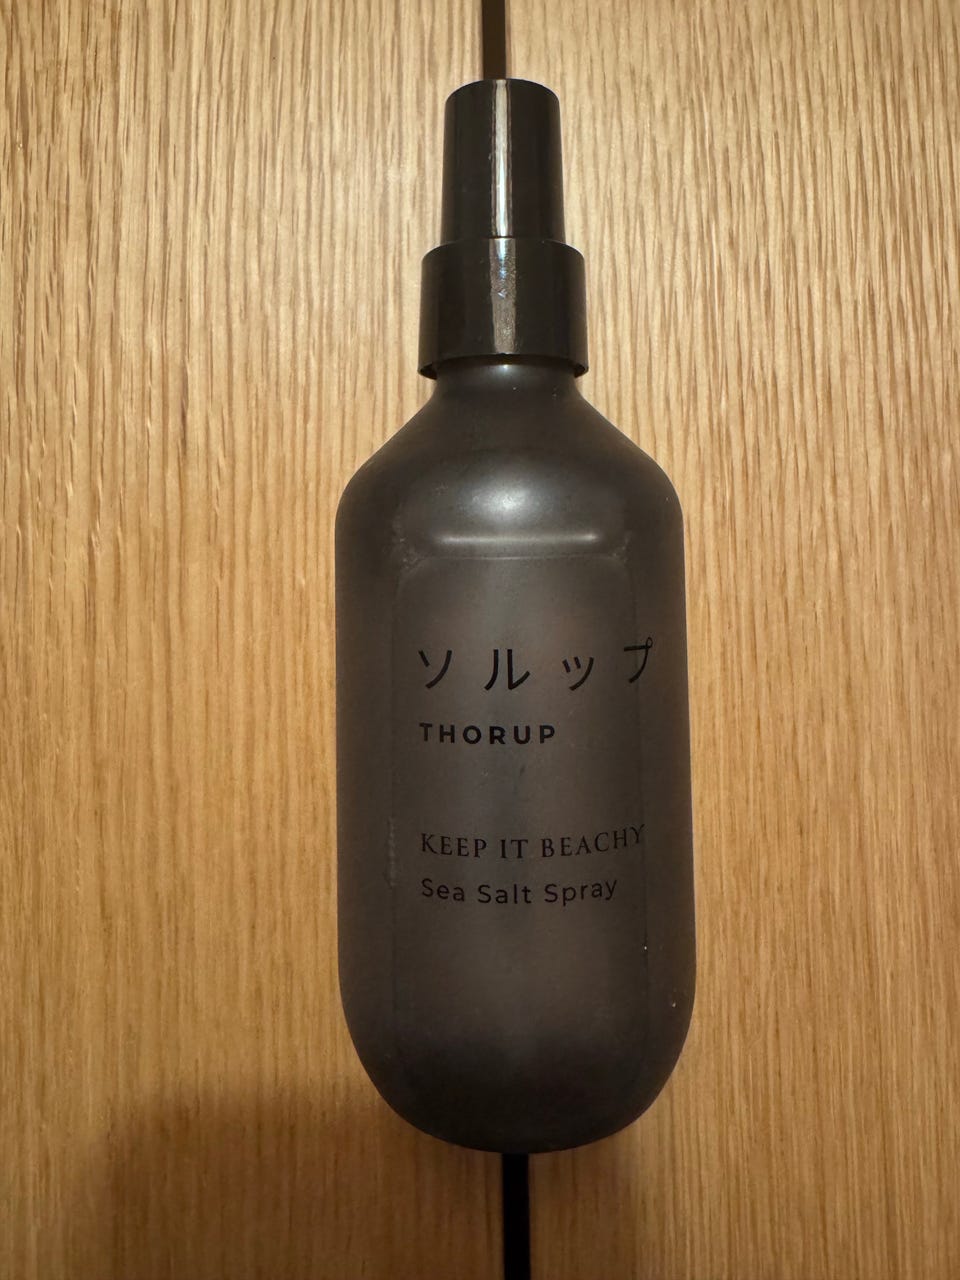 ソルップ
THORUP
KEEP IT BEACHY
Sea Salt Spray